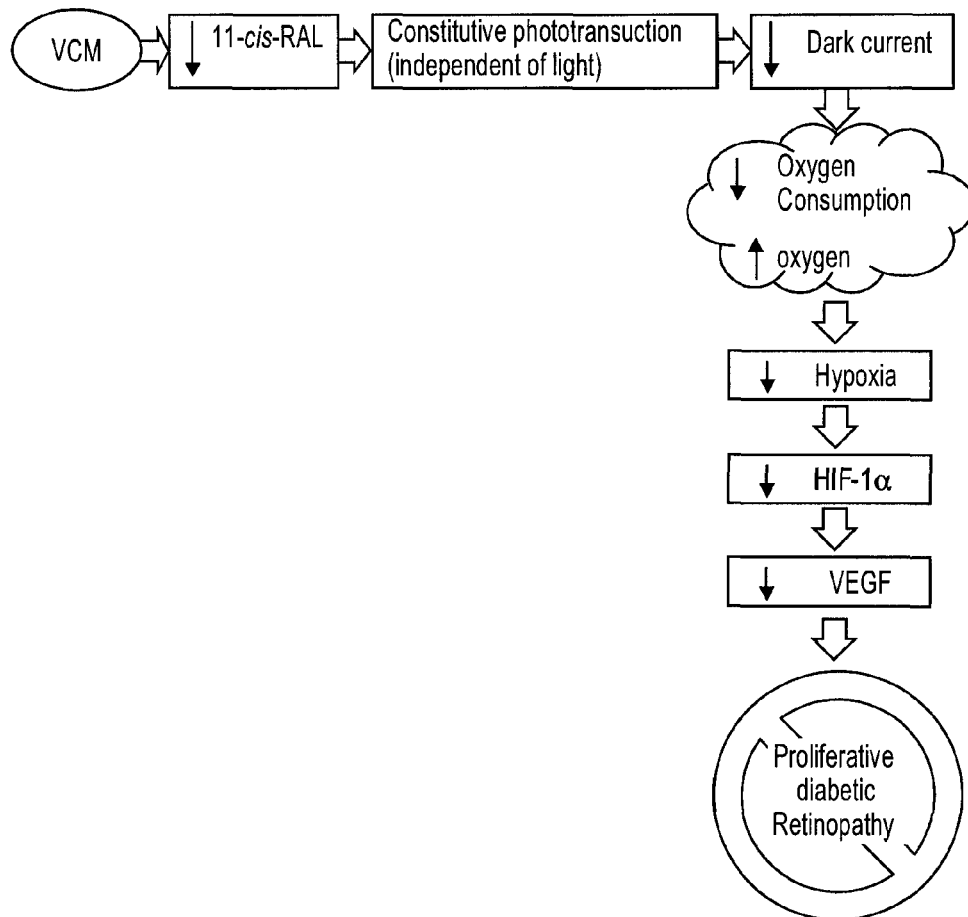 VCM
↓ 11-cis-RAL
Constitutive phototransuction
(independent of light)
↓ Dark current
↓ Oxygen
Consumption
↑ oxygen
↓ Hypoxia
↓ HIF-1α
↓ VEGF
Proliferative
diabetic
Retinopathy